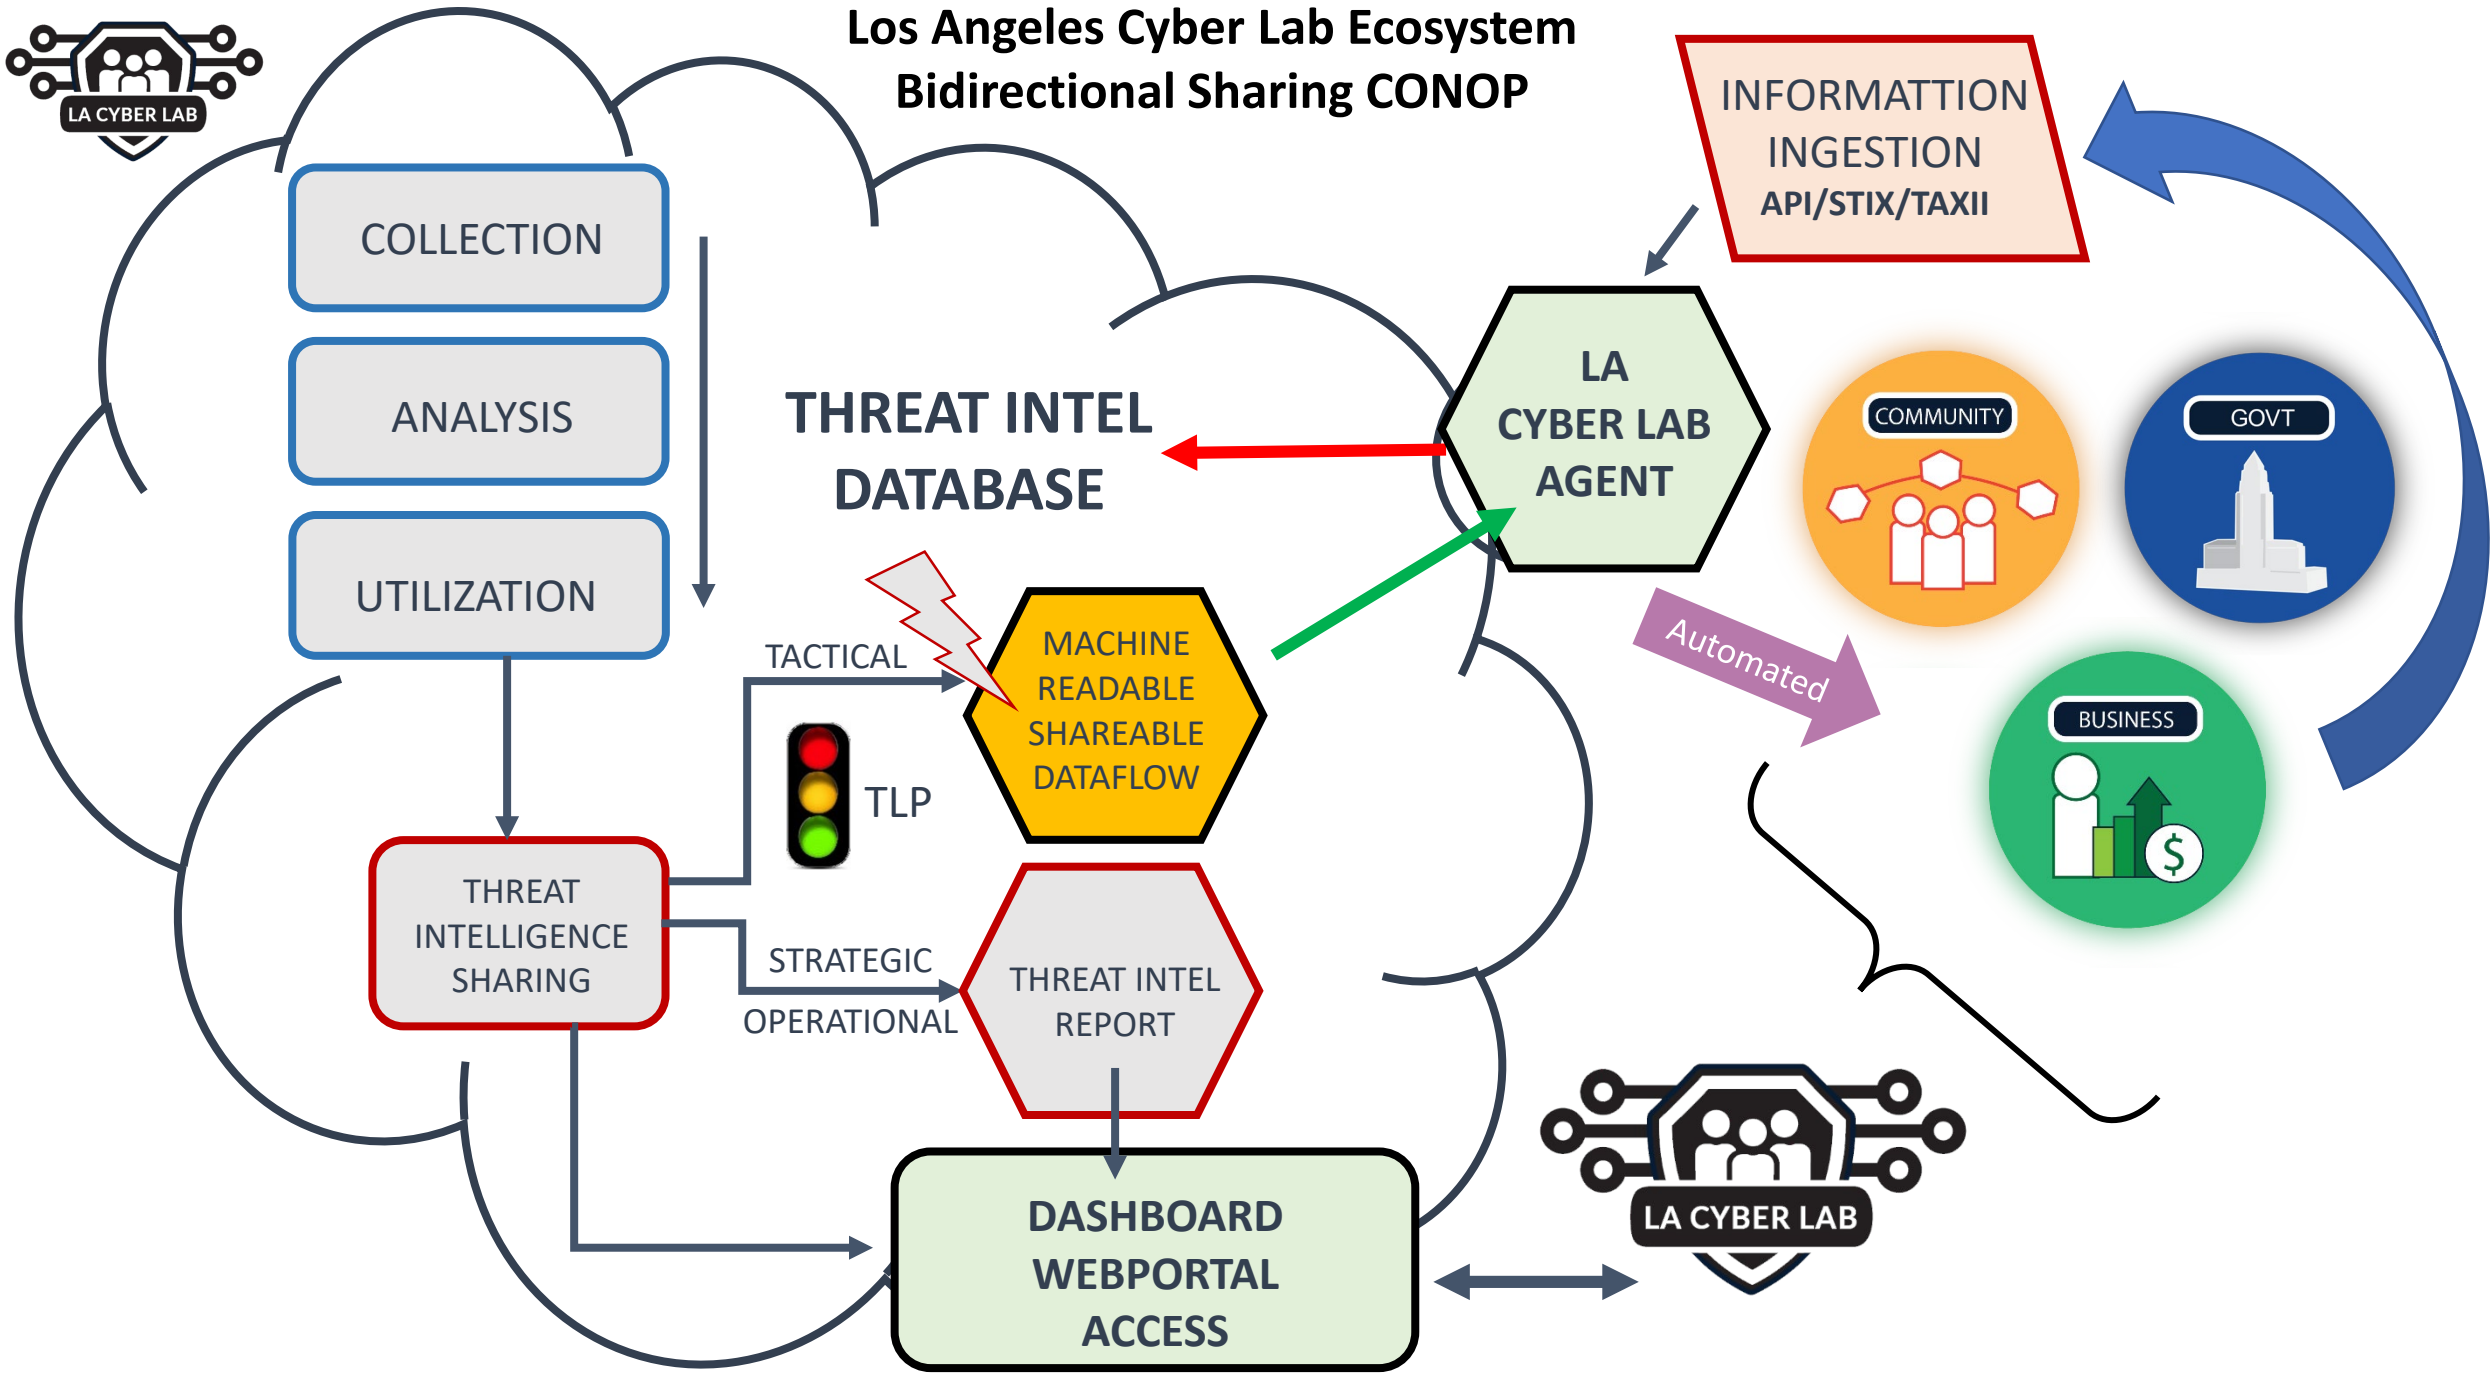 Los Angeles Cyber Lab Ecosystem
Bidirectional Sharing CONOP
LA CYBER LAB
COLLECTION
ANALYSIS
UTILIZATION
THREAT INTEL
DATABASE
INFORMATTION
INGESTION
API/STIX/TAXII
LA
CYBER LAB
AGENT
COMMUNITY
GOVT
BUSINESS
Automated
TACTICAL
TLP
MACHINE
READABLE
SHAREABLE
DATAFLOW
THREAT
INTELLIGENCE
SHARING
STRATEGIC
OPERATIONAL
THREAT INTEL
REPORT
DASHBOARD
WEBPORTAL
ACCESS
LA CYBER LAB